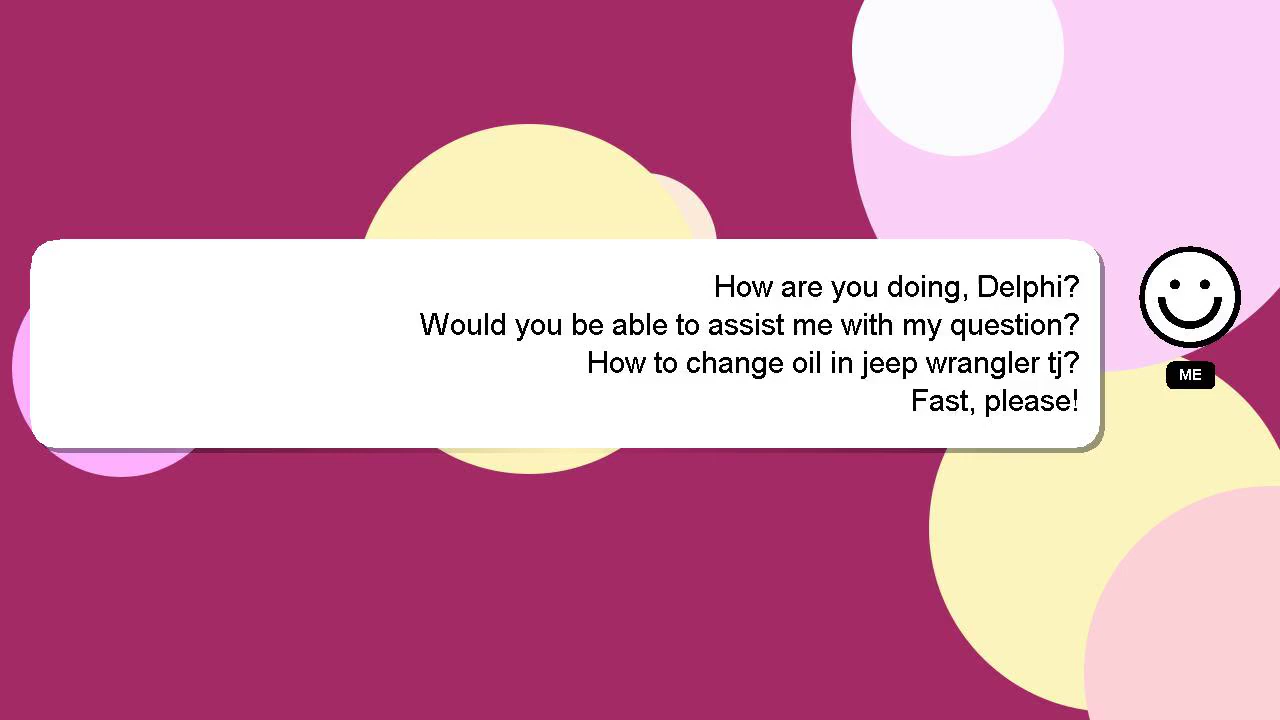 How are you doing, Delphi?
Would you be able to assist me with my question?
How to change oil in jeep wrangler tj?
Fast, please!
ME